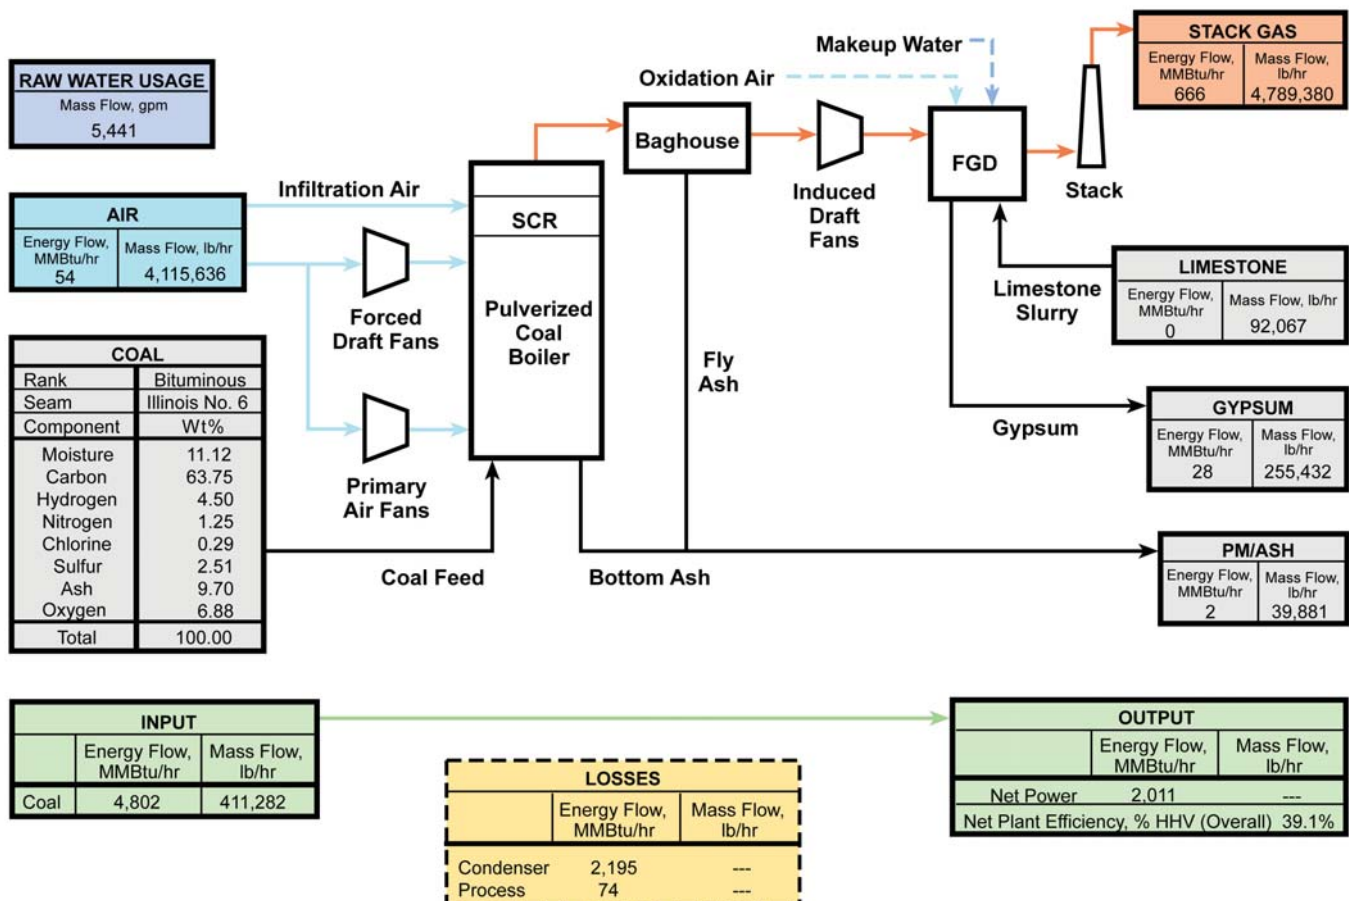 RAW WATER USAGE
Mass Flow, gpm
5,441
Makeup Water
Oxidation Air
STACK GAS
Energy Flow, MMBtu/hr
Mass Flow, lb/hr
666
4,789,380
Baghouse
FGD
Stack
Induced
Draft
Fans
AIR
Energy Flow, MMBtu/hr
Mass Flow, lb/hr
54
4,115,636
Infiltration Air
SCR
Pulverized
Coal
Boiler
Forced
Draft Fans
Primary
Air Fans
LIMESTONE
Energy Flow, MMBtu/hr
Mass Flow, lb/hr
0
92,067
Limestone
Slurry
Fly
Ash
GYPSUM
Energy Flow, MMBtu/hr
Mass Flow, lb/hr
28
255,432
Gypsum
COAL
Rank Bituminous
Seam Illinois No. 6
Component Wt%
Moisture 11.12
Carbon 63.75
Hydrogen 4.50
Nitrogen 1.25
Chlorine 0.29
Sulfur 2.51
Ash 9.70
Oxygen 6.88
Total 100.00
Coal Feed
Bottom Ash
PM/ASH
Energy Flow, MMBtu/hr
Mass Flow, lb/hr
2
39,881
INPUT
Energy Flow, MMBtu/hr
Mass Flow, lb/hr
Coal 4,802 411,282
LOSSES
Energy Flow, MMBtu/hr
Mass Flow, lb/hr
Condenser 2,195 ---
Process 74 ---
OUTPUT
Energy Flow, MMBtu/hr
Mass Flow, lb/hr
Net Power 2,011 ---
Net Plant Efficiency, % HHV (Overall) 39.1%